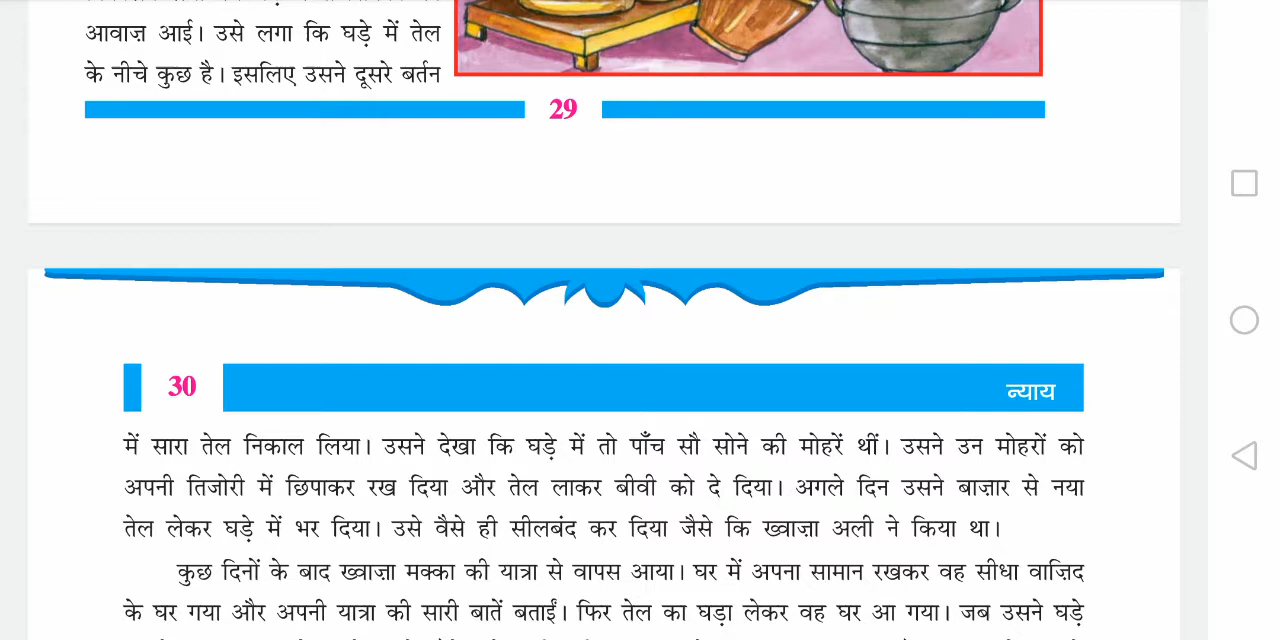 आवाज़ आई। उसे लगा कि घड़े में तेल
के नीचे कुछ है। इसलिए उसने दूसरे बर्तन
29
30
न्याय
में सारा तेल निकाल लिया। उसने देखा कि घड़े में तो पाँच सौ सोने की मोहरें थीं। उसने उन मोहरों को
अपनी तिजोरी में छिपाकर रख दिया और तेल लाकर बीवी को दे दिया। अगले दिन उसने बाज़ार से नया
तेल लेकर घड़े में भर दिया। उसे वैसे ही सीलबंद कर दिया जैसे कि ख्वाज़ा अली ने किया था।
कुछ दिनों के बाद ख्वाज़ा मक्का की यात्रा से वापस आया। घर में अपना सामान रखकर वह सीधा वाज़िद
के घर गया और अपनी यात्रा की सारी बातें बताईं। फिर तेल का घड़ा लेकर वह घर आ गया। जब उसने घड़े